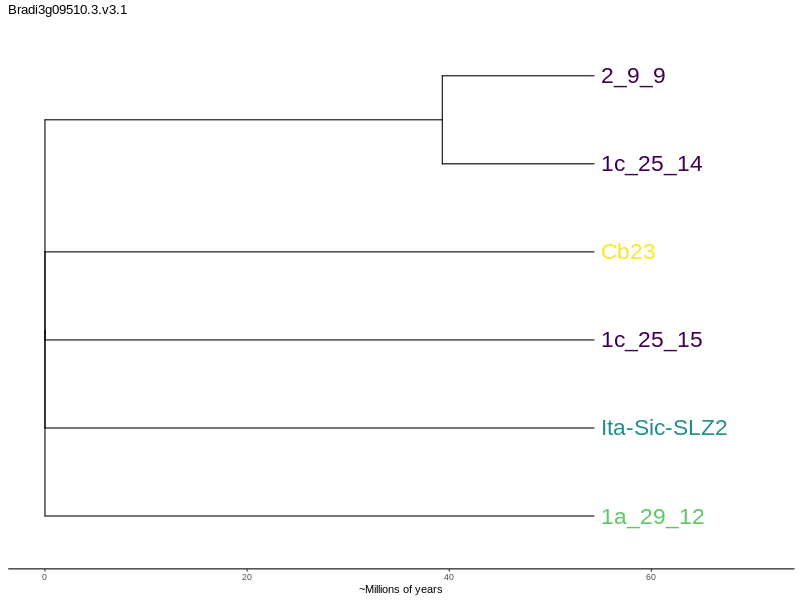 Bradi3g09510.3.v3.1
2_9_9
1c_25_14
Cb23
1c_25_15
Ita-Sic-SLZ2
1a_29_12
0 20 40 60
~Millions of years